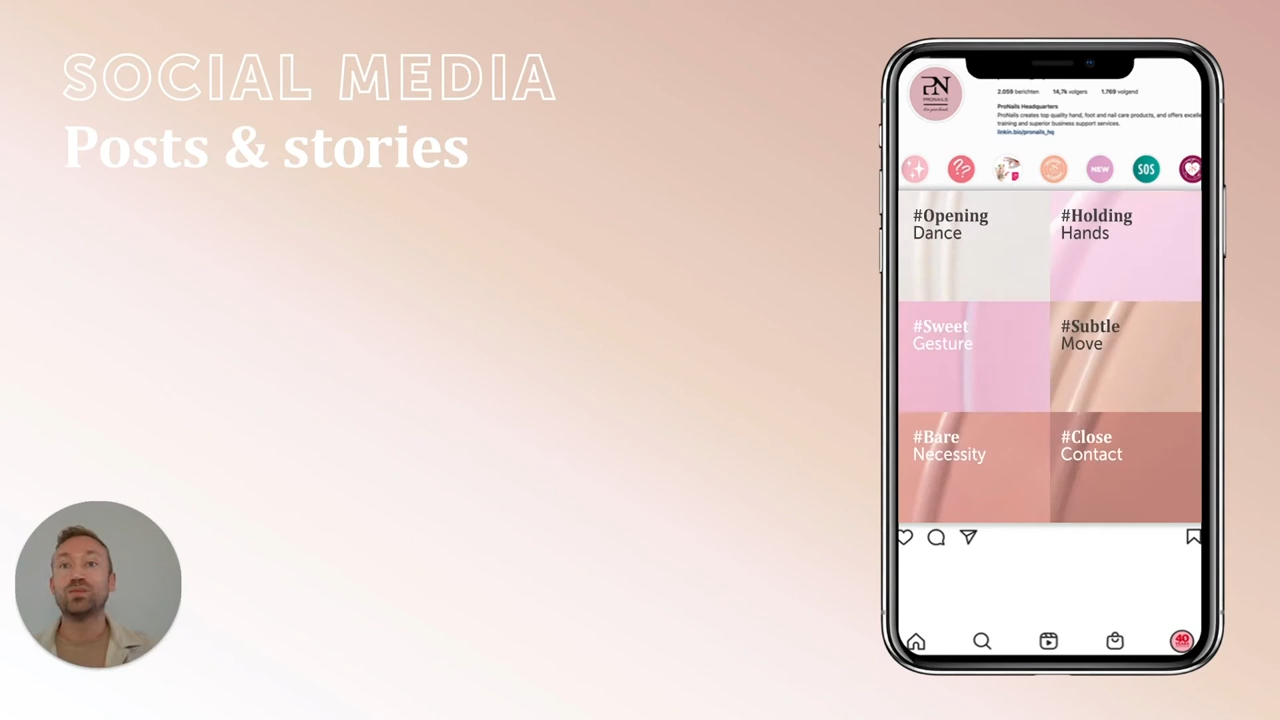 SOCIAL MEDIA
Posts & stories
PN
PRONAILS
2.059 berichten 14,7k volgers 1.769 volgend
ProNails Headquarters
ProNails creates top quality hand, foot and nail care products, and offers excelle
training and superior business support services.
linkin.bio/pronails_hq
??
NEW
SOS
#Opening
Dance
#Holding
Hands
#Sweet
Gesture
#Subtle
Move
#Bare
Necessity
#Close
Contact
40